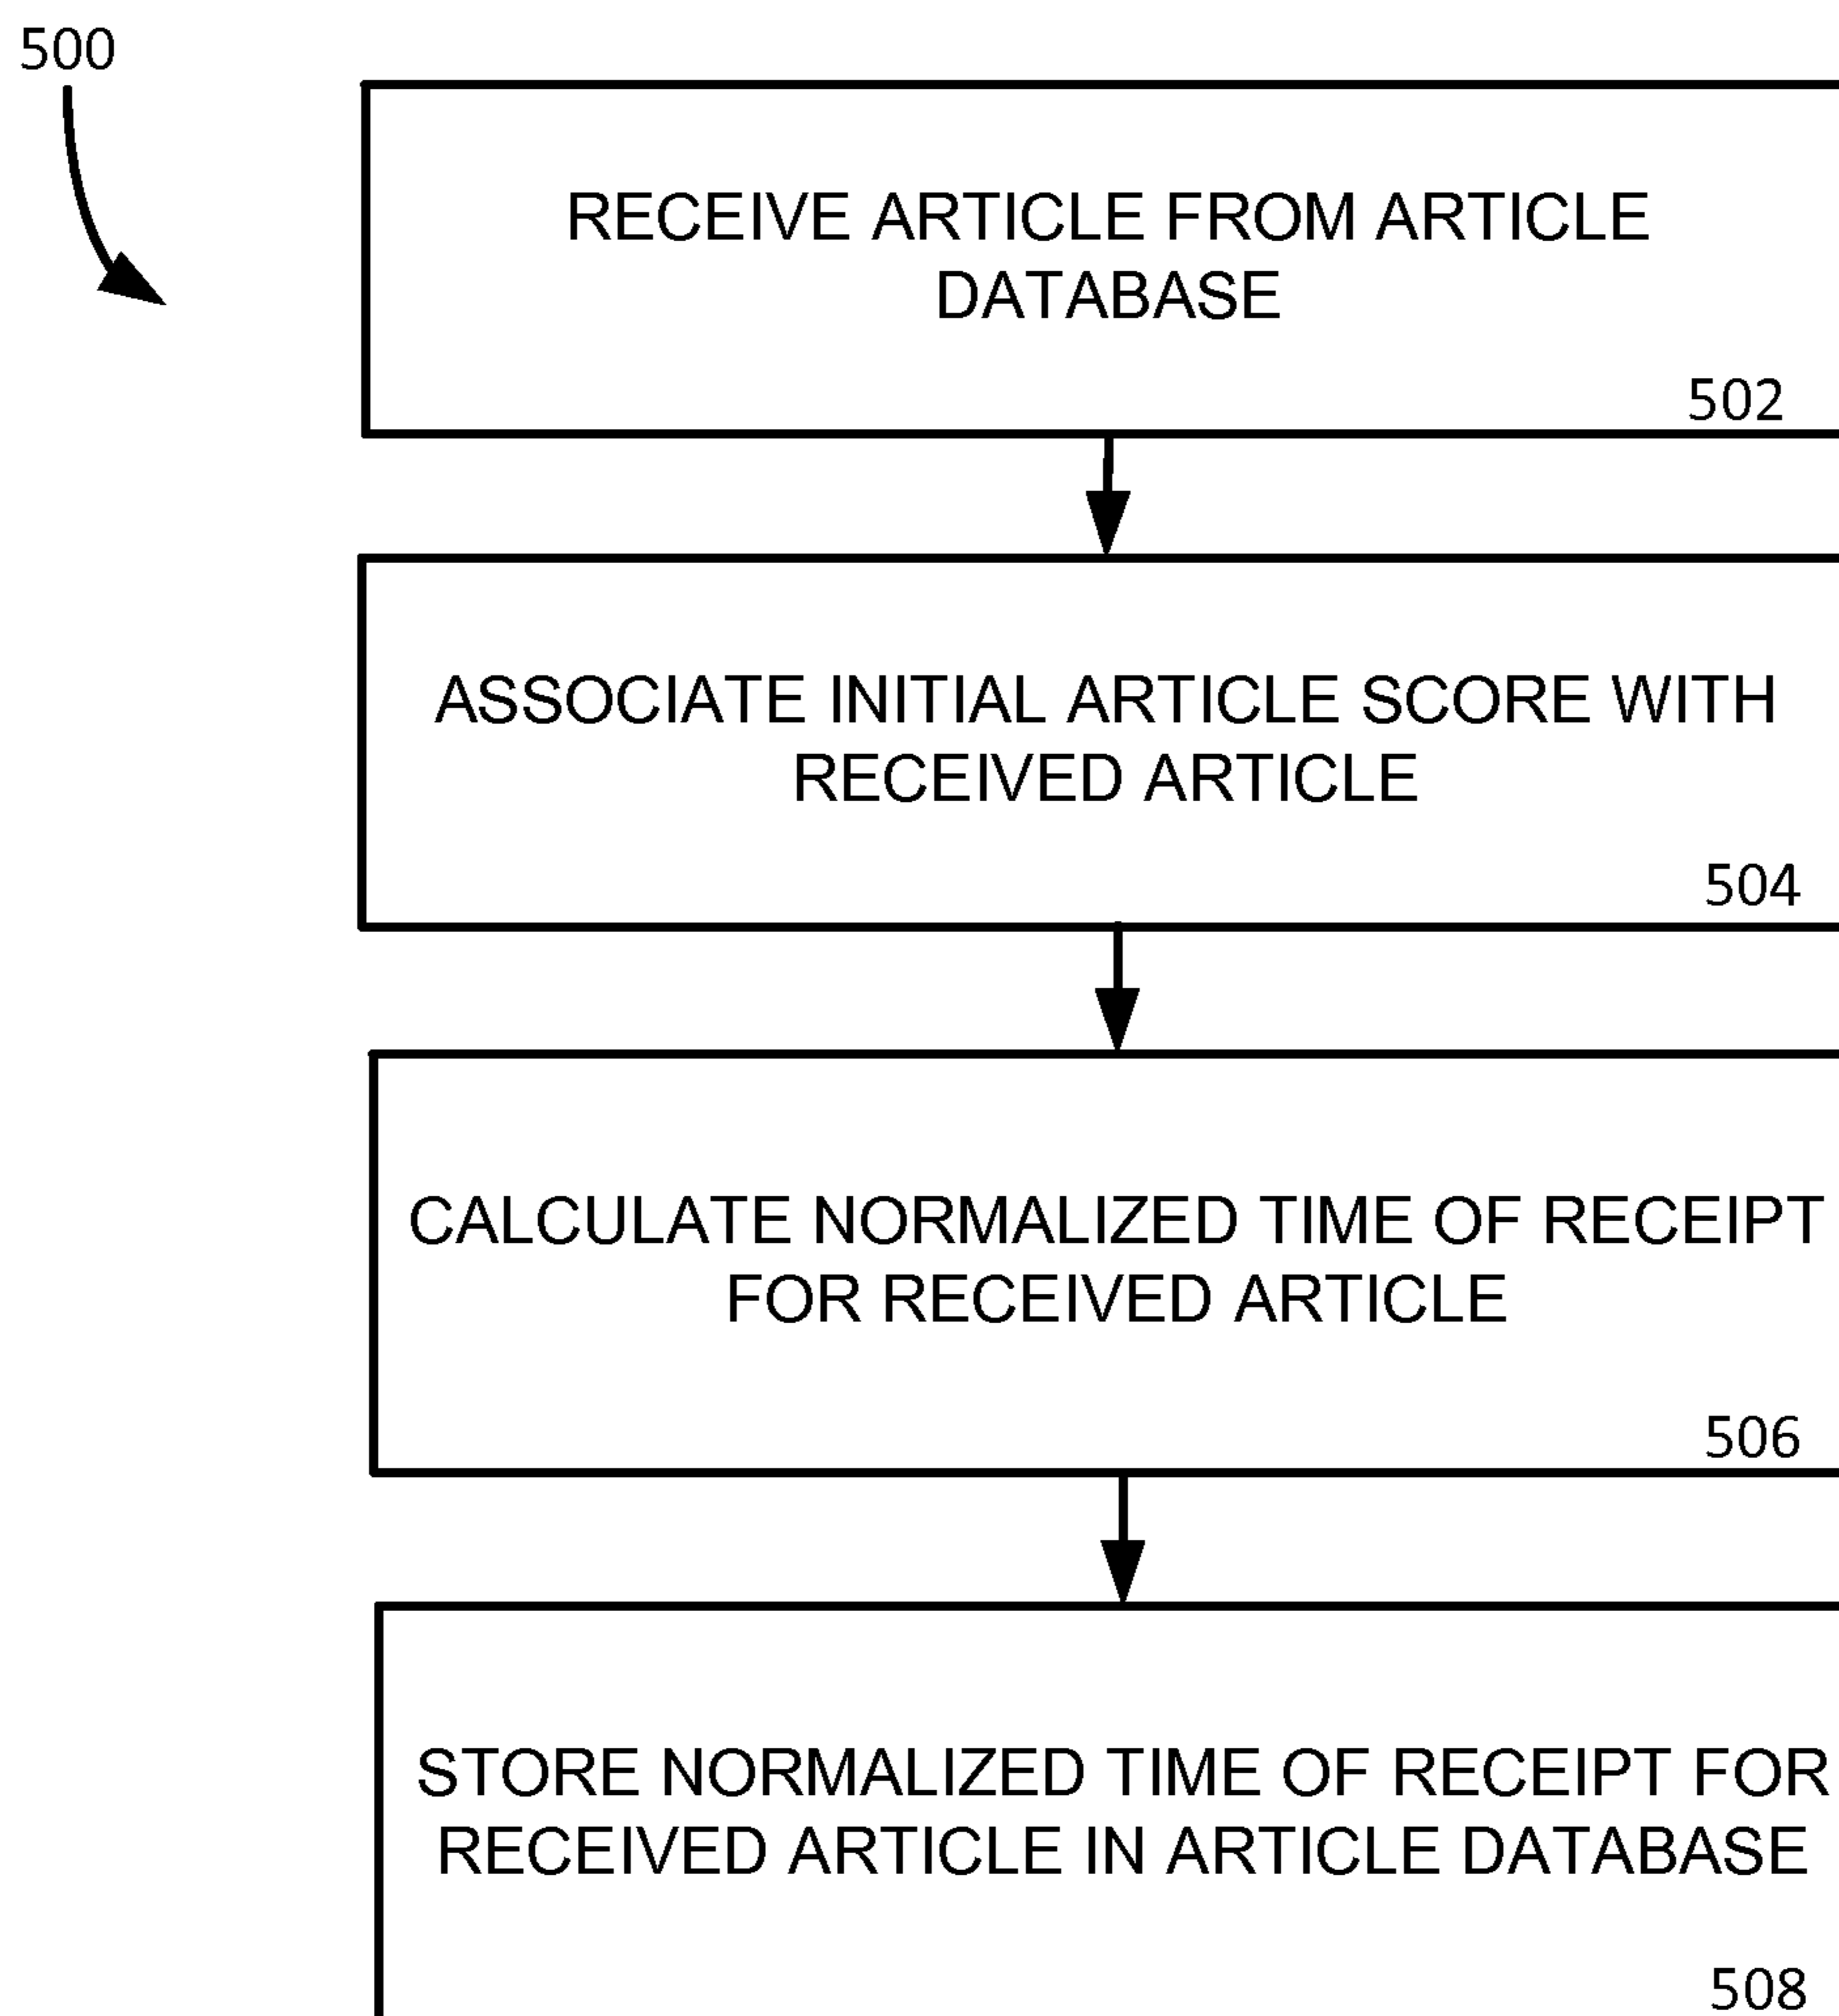 500
RECEIVE ARTICLE FROM ARTICLE
DATABASE
502
ASSOCIATE INITIAL ARTICLE SCORE WITH
RECEIVED ARTICLE
504
CALCULATE NORMALIZED TIME OF RECEIPT
FOR RECEIVED ARTICLE
506
STORE NORMALIZED TIME OF RECEIPT FOR
RECEIVED ARTICLE IN ARTICLE DATABASE
508